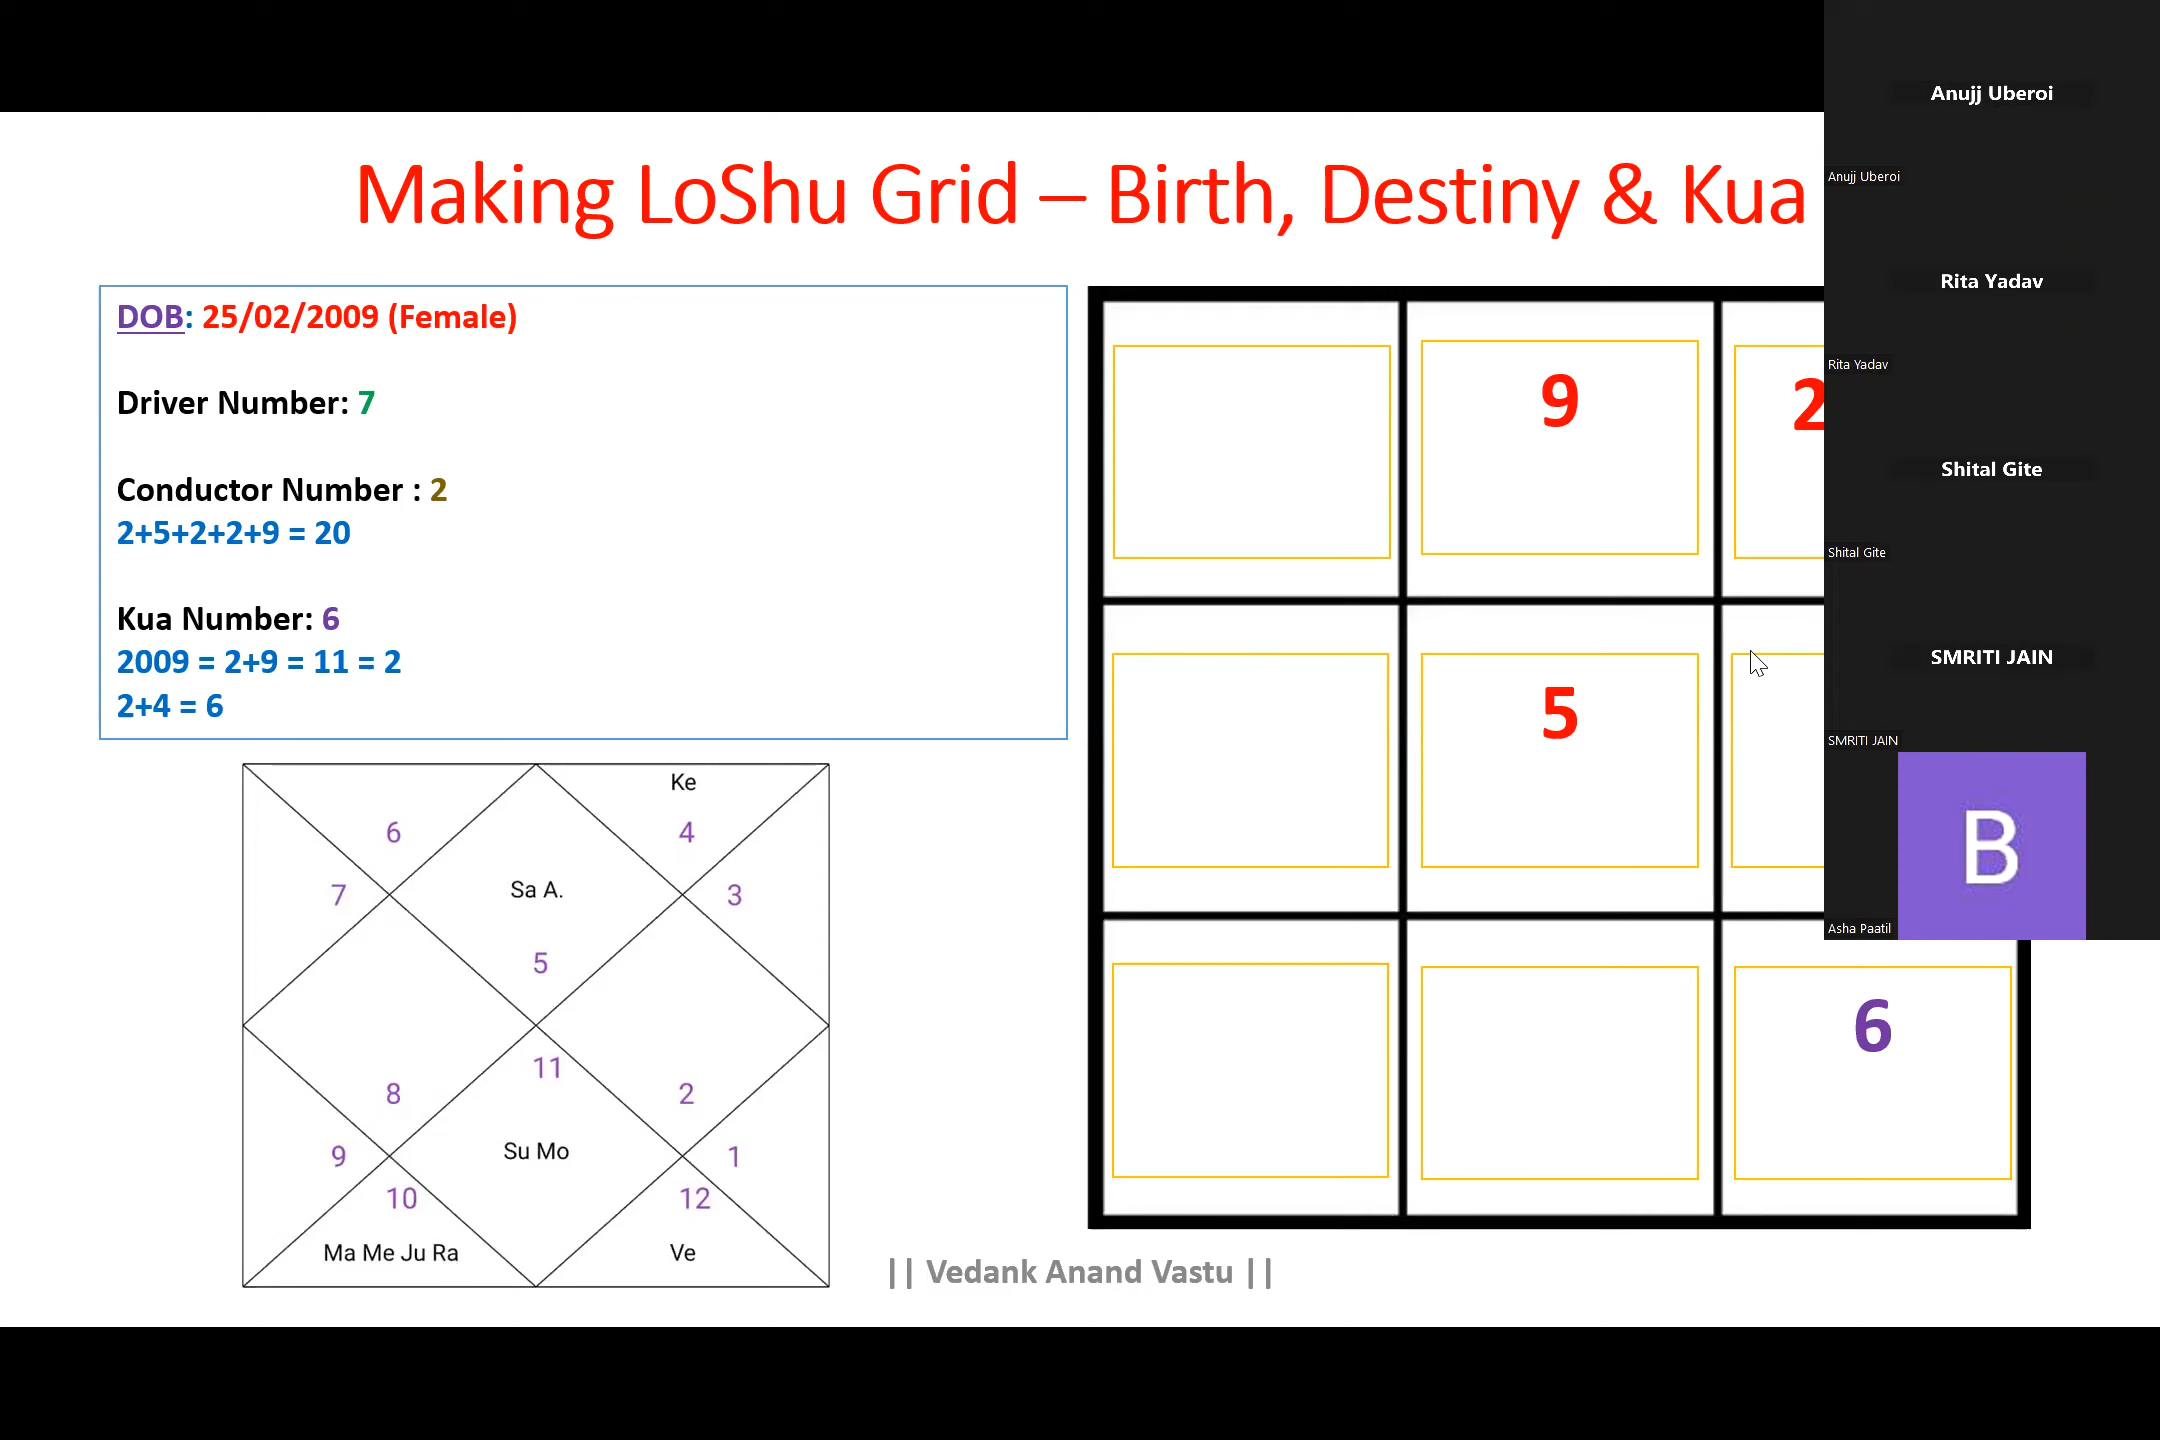 Making LoShu Grid – Birth, Destiny & Kua
DOB: 25/02/2009 (Female)
Driver Number: 7
Conductor Number : 2
2+5+2+2+9 = 20
Kua Number: 6
2009 = 2+9 = 11 = 2
2+4 = 6
9
2
5
6
Ke
6
4
7
Sa A.
3
5
11
8
2
9
Su Mo
1
10
12
Ma Me Ju Ra
Ve
|| Vedank Anand Vastu ||
Anujj Uberoi
Anujj Uberoi
Rita Yadav
Rita Yadav
Shital Gite
Shital Gite
SMRITI JAIN
SMRITI JAIN
B
Asha Paatil